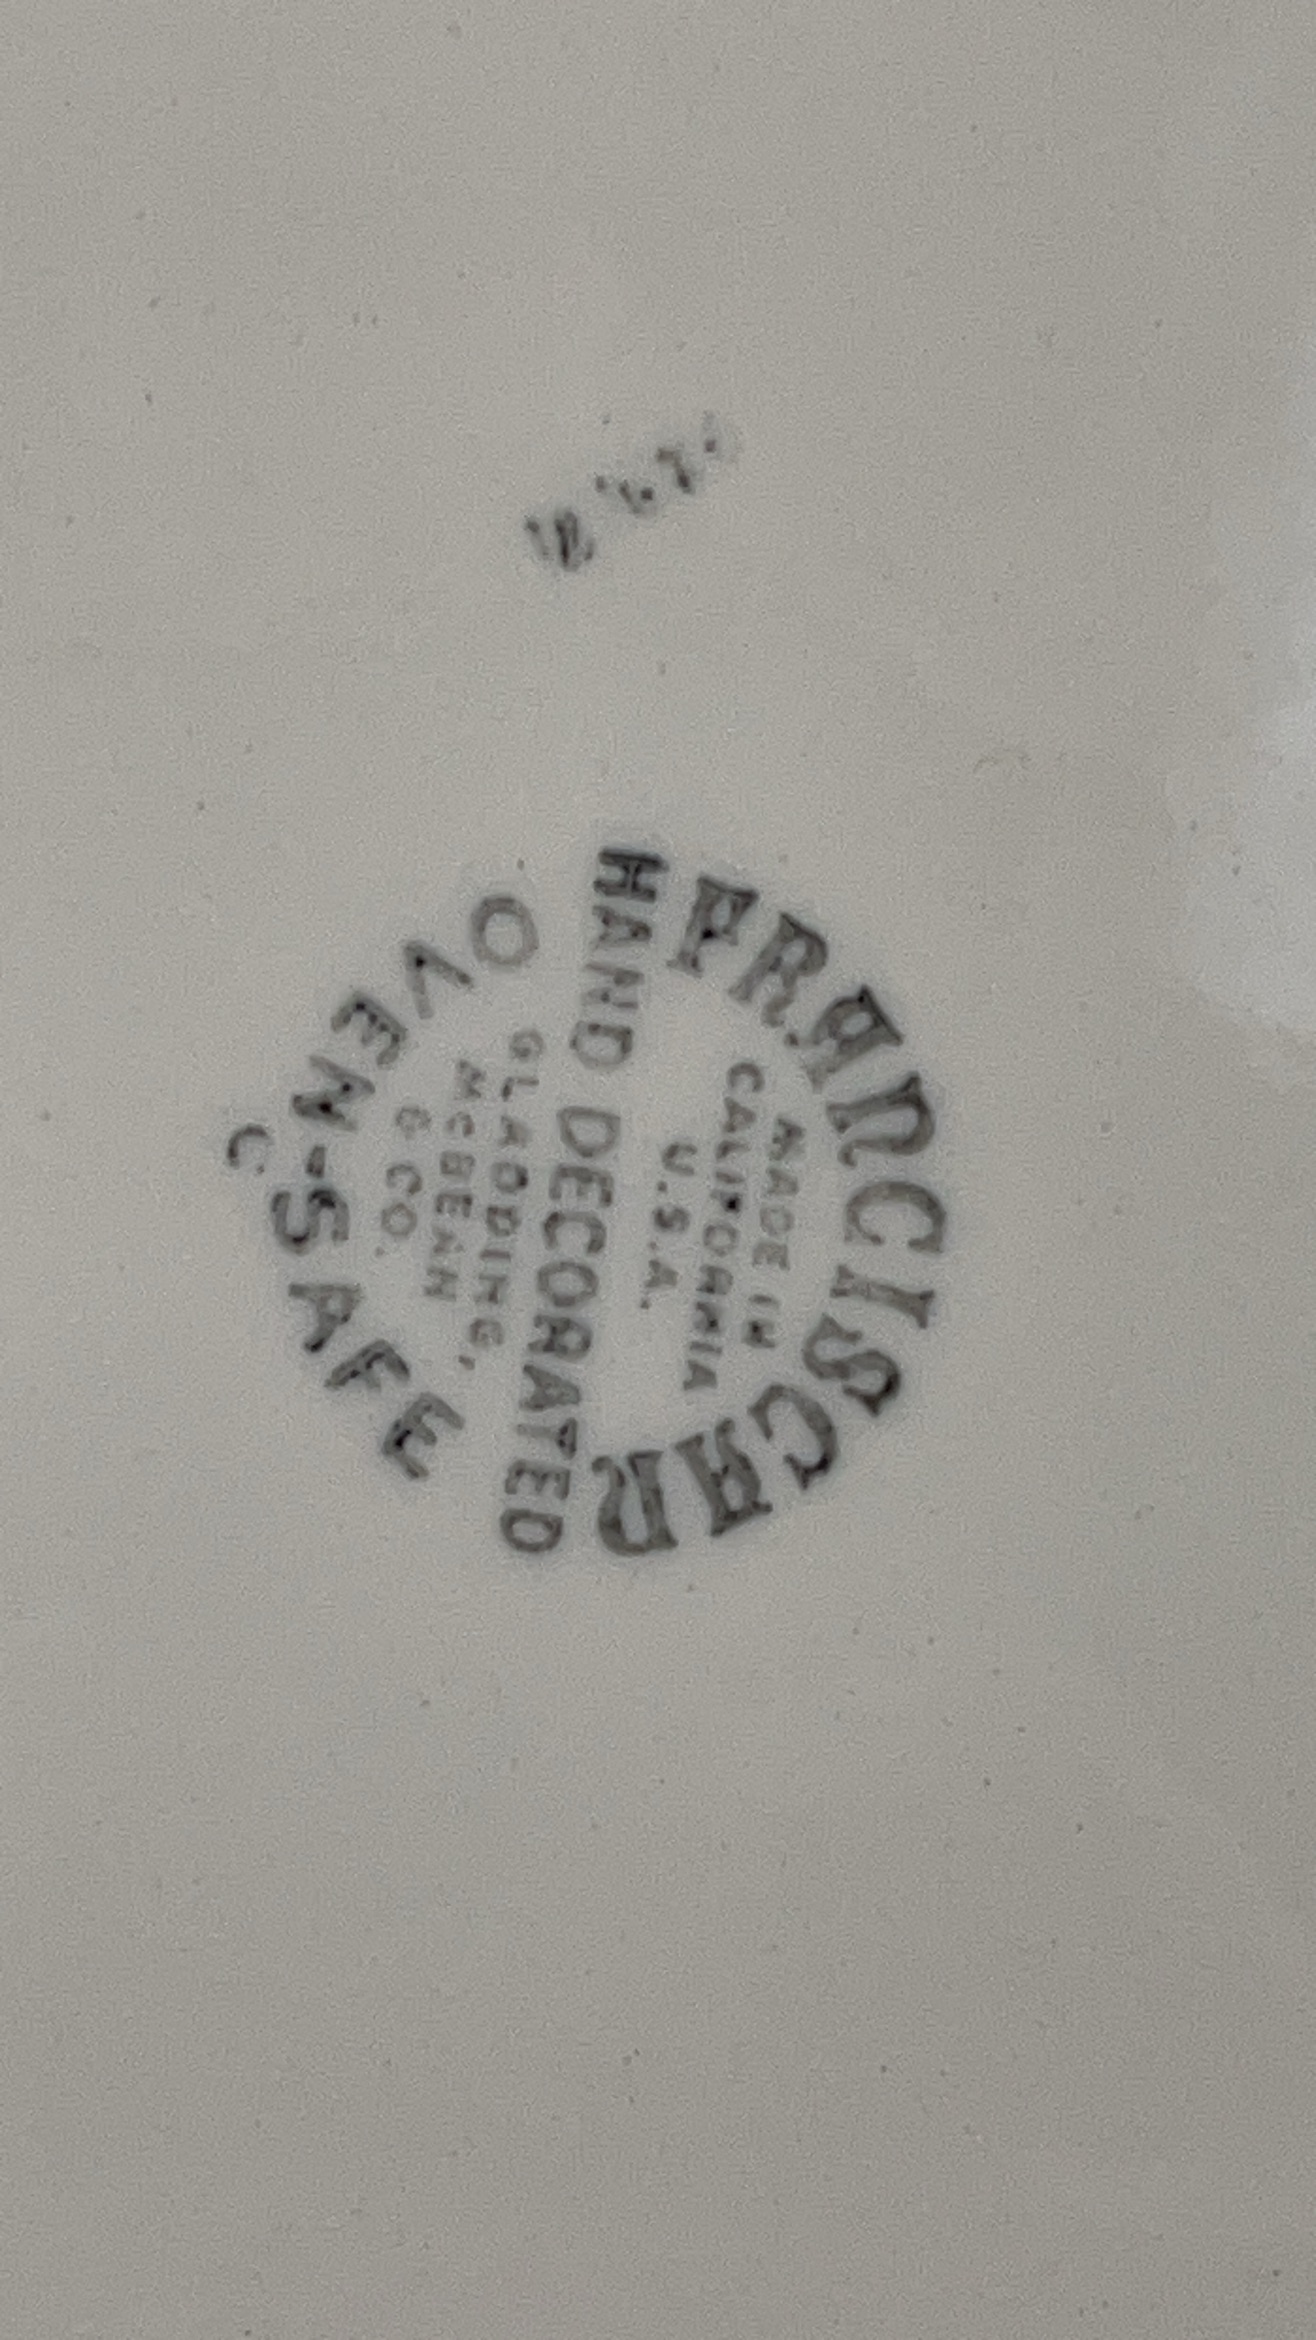 FRANCISCAN
MADE IN
CALIFORNIA
U.S.A.
HAND DECORATED
GLADDING,
McBEAN
& CO.
OVEN-SAFE
C